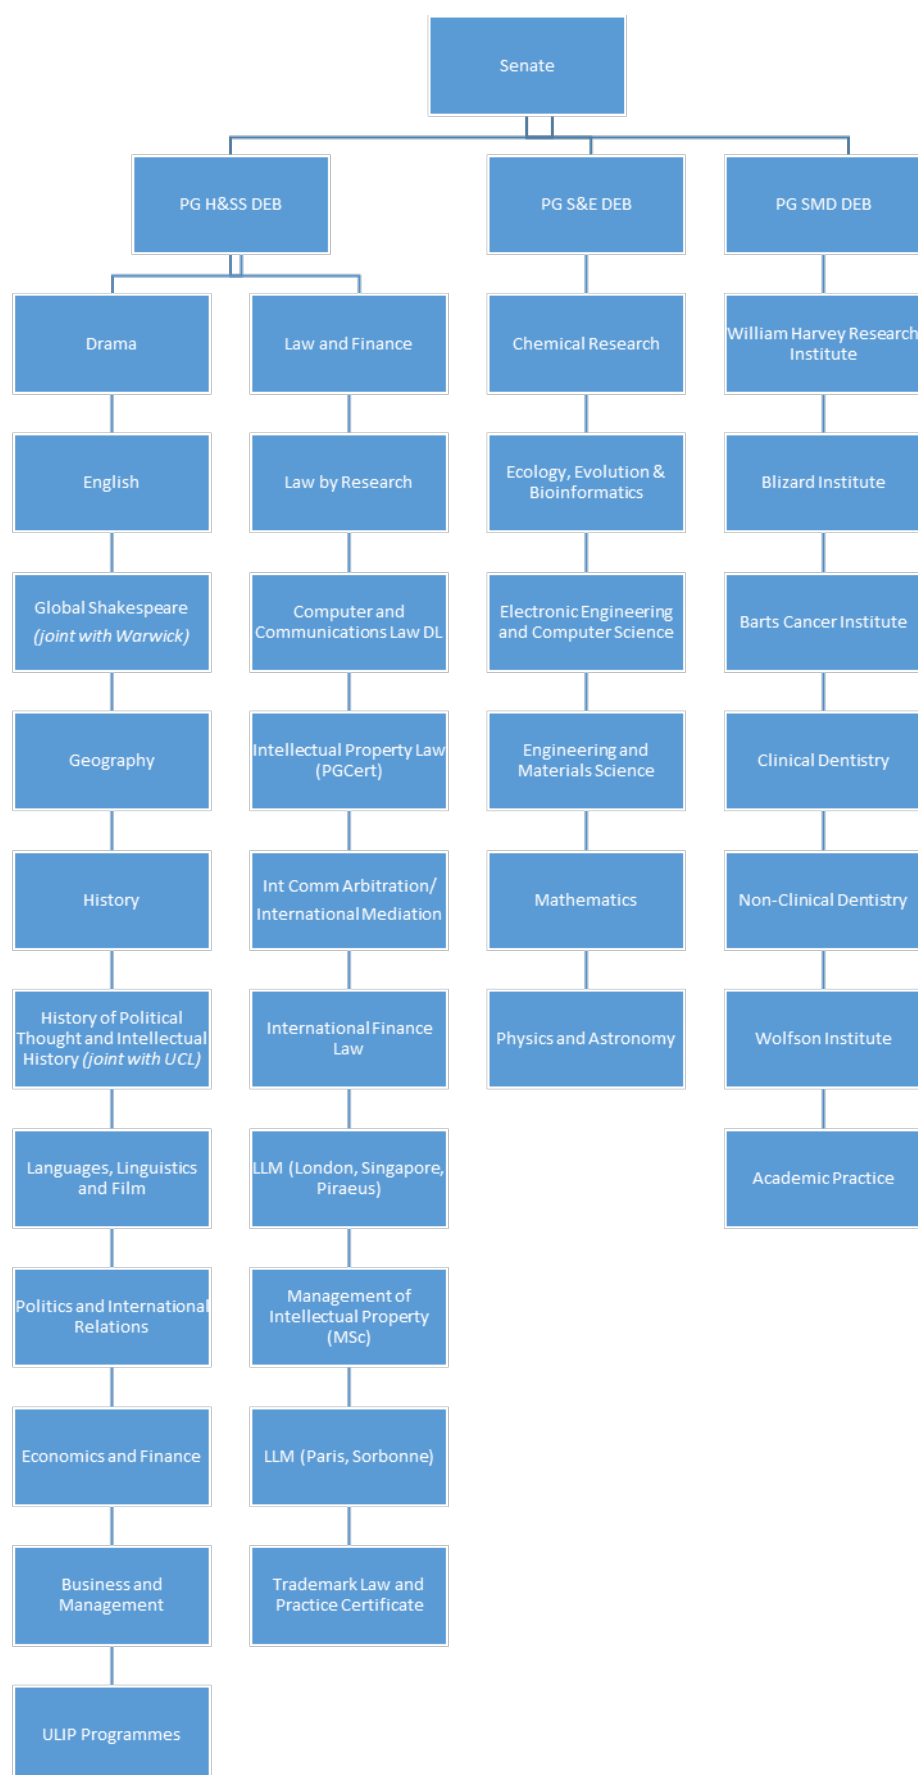 Senate
PG H&SS DEB
PG S&E DEB
PG SMD DEB
Drama
English
Global Shakespeare
(joint with Warwick)
Geography
History
History of Political
Thought and Intellectual
History (joint with UCL)
Languages, Linguistics
and Film
Politics and International
Relations
Economics and Finance
Business and
Management
ULIP Programmes
Law and Finance
Law by Research
Computer and
Communications Law DL
Intellectual Property Law
(PGCert)
Int Comm Arbitration/
International Mediation
International Finance
Law
LLM (London, Singapore,
Piraeus)
Management of
Intellectual Property
(MSc)
LLM (Paris, Sorbonne)
Trademark Law and
Practice Certificate
Chemical Research
Ecology, Evolution &
Bioinformatics
Electronic Engineering
and Computer Science
Engineering and
Materials Science
Mathematics
Physics and Astronomy
William Harvey Research
Institute
Blizard Institute
Barts Cancer Institute
Clinical Dentistry
Non-Clinical Dentistry
Wolfson Institute
Academic Practice